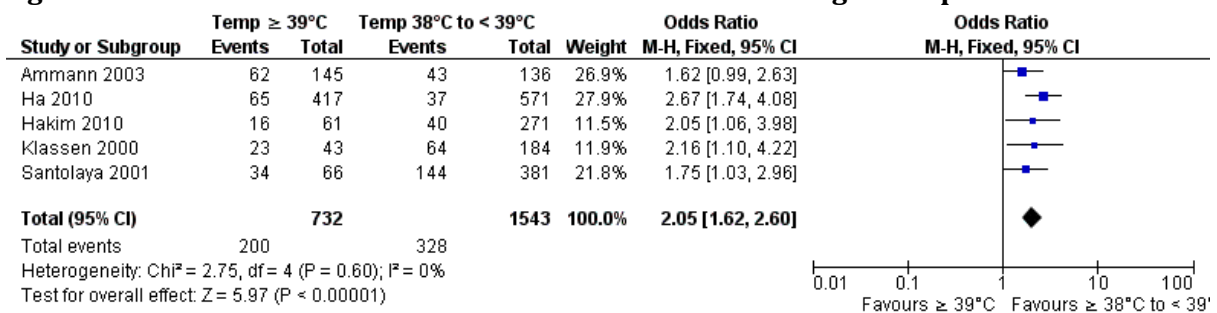 Temp ≥ 39°C Temp 38°C to < 39°C Odds Ratio Odds Ratio
Study or Subgroup Events Total Events Total Weight M-H, Fixed, 95% CI M-H, Fixed, 95% CI
Ammann 2003 62 145 43 136 26.9% 1.62 [0.99, 2.63]
Ha 2010 65 417 37 571 27.9% 2.67 [1.74, 4.08]
Hakim 2010 16 61 40 271 11.5% 2.05 [1.06, 3.98]
Klassen 2000 23 43 64 184 11.9% 2.16 [1.10, 4.22]
Santolaya 2001 34 66 144 381 21.8% 1.75 [1.03, 2.96]
Total (95% CI) 732 1543 100.0% 2.05 [1.62, 2.60]
Total events 200 328
Heterogeneity: Chi² = 2.75, df = 4 (P = 0.60); I² = 0%
Test for overall effect: Z = 5.97 (P < 0.00001)
0.01 0.1 1 10 100
Favours ≥ 39°C Favours ≥ 38°C to < 39°